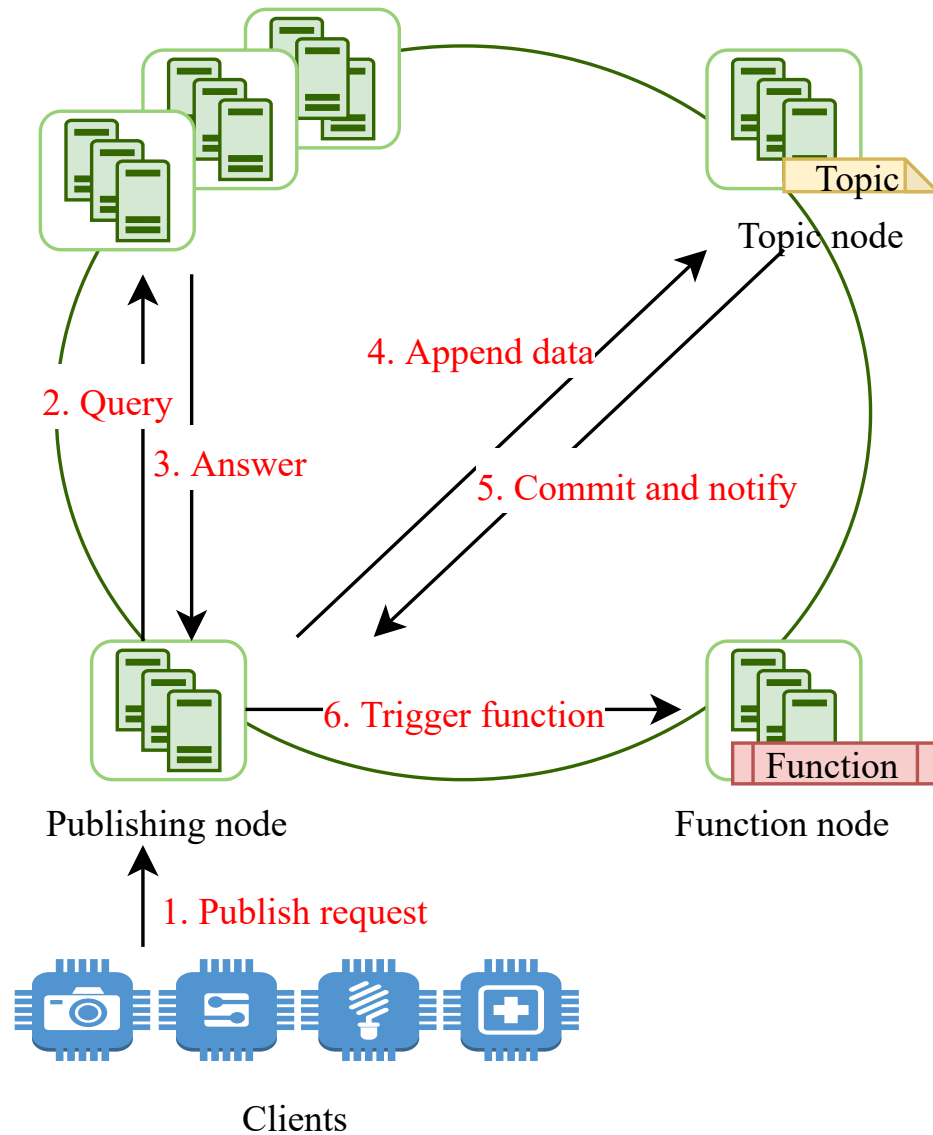 Topic
Topic node
4. Append data
2. Query
3. Answer
5. Commit and notify
6. Trigger function
Function
Publishing node
Function node
1. Publish request
Clients